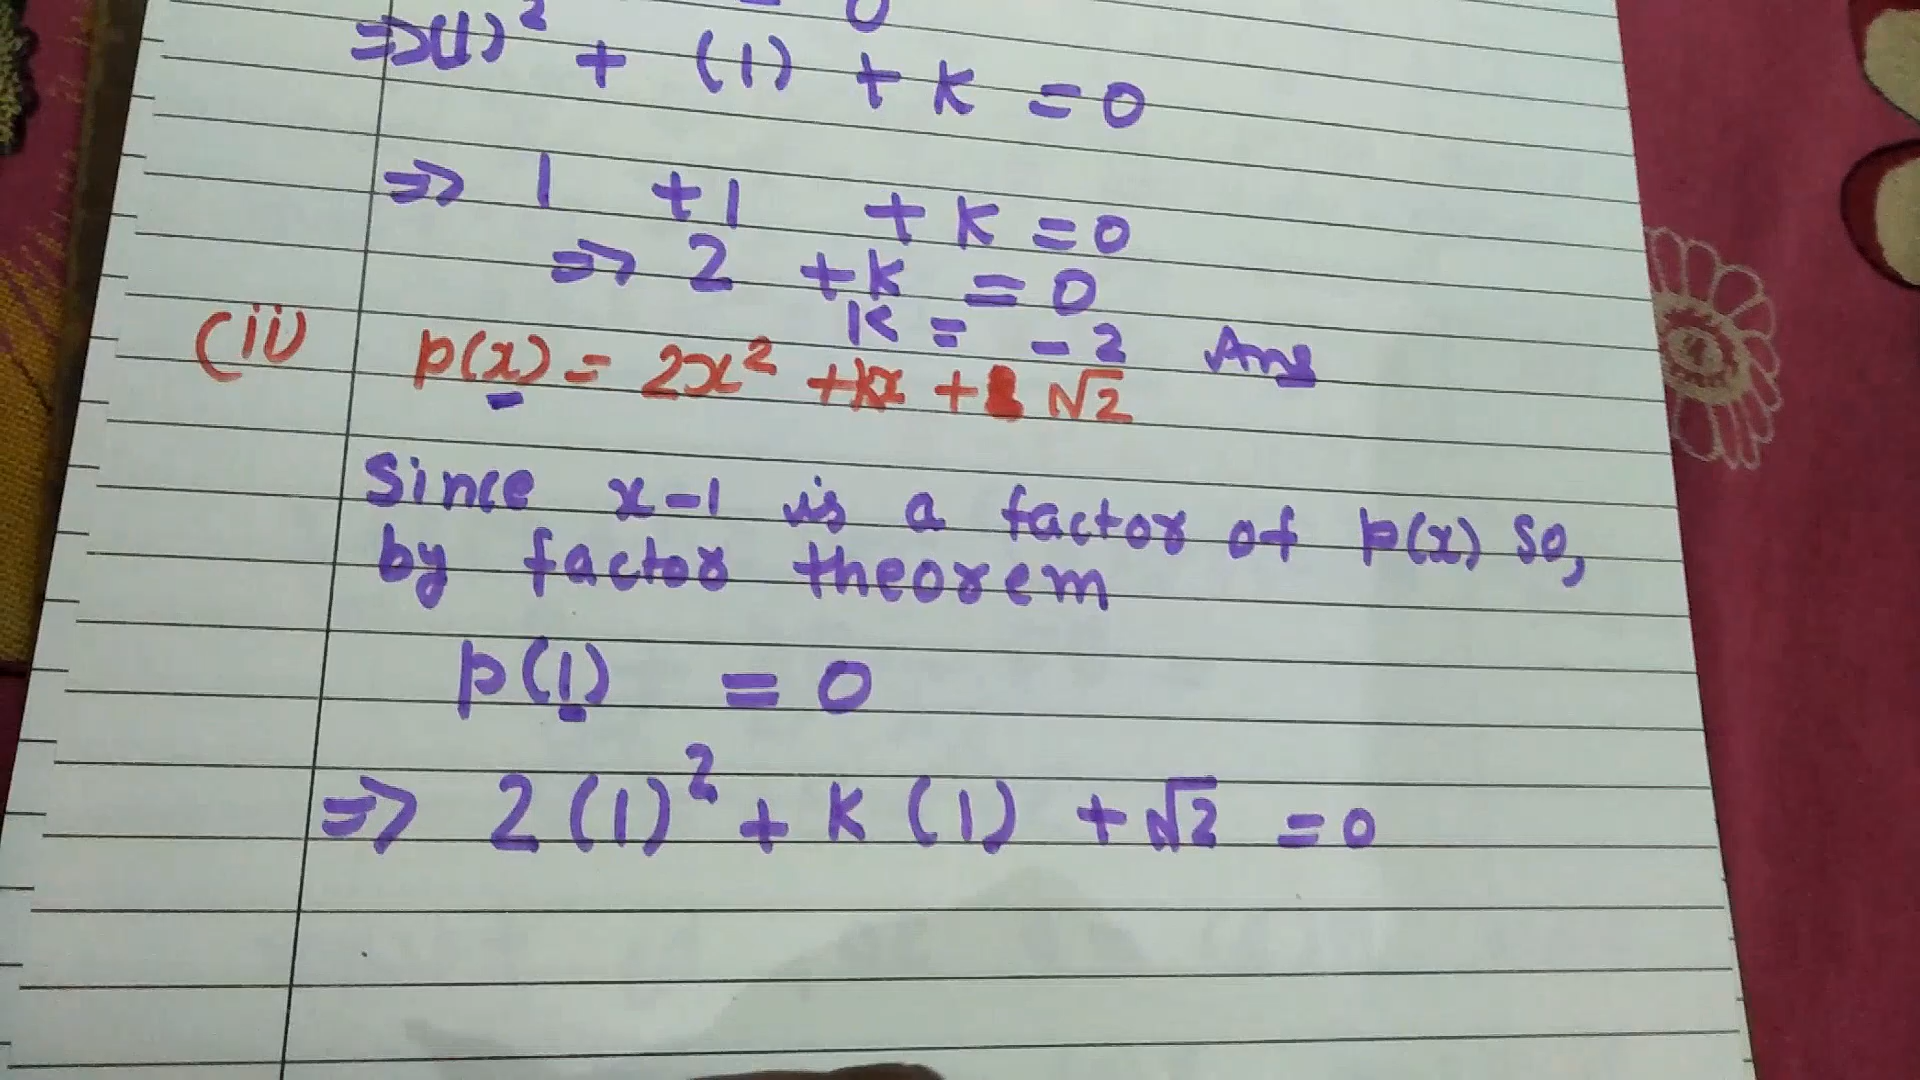 ⇒(1)² + (1) + K = 0
⇒ 1 + 1 + K = 0
⇒ 2 + K = 0
K = - 2 Ans
(ii) p(x) = 2x² + kx + √2
Since x-1 is a factor of p(x) so,
by factor theorem
p(1) = 0
⇒ 2(1)² + K(1) + √2 = 0